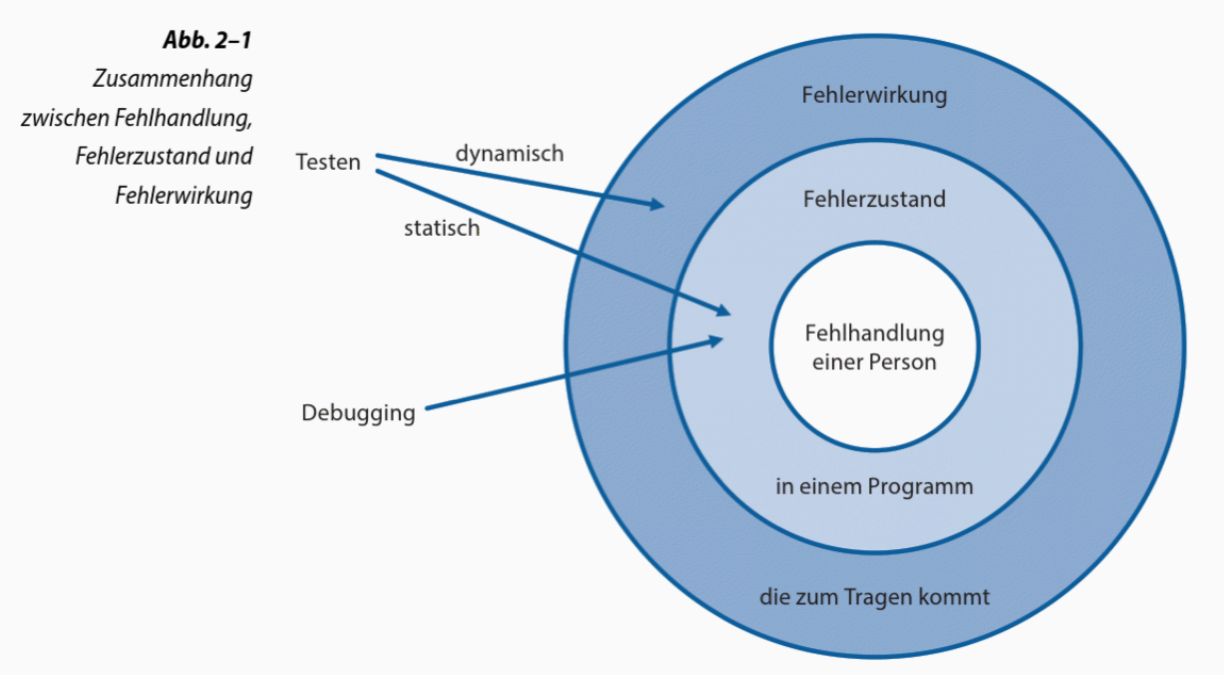 Abb. 2–1
Zusammenhang
zwischen Fehlhandlung,
Fehlerzustand und
Fehlerwirkung
Testen
dynamisch
statisch
Debugging
Fehlerwirkung
Fehlerzustand
Fehlhandlung
einer Person
in einem Programm
die zum Tragen kommt